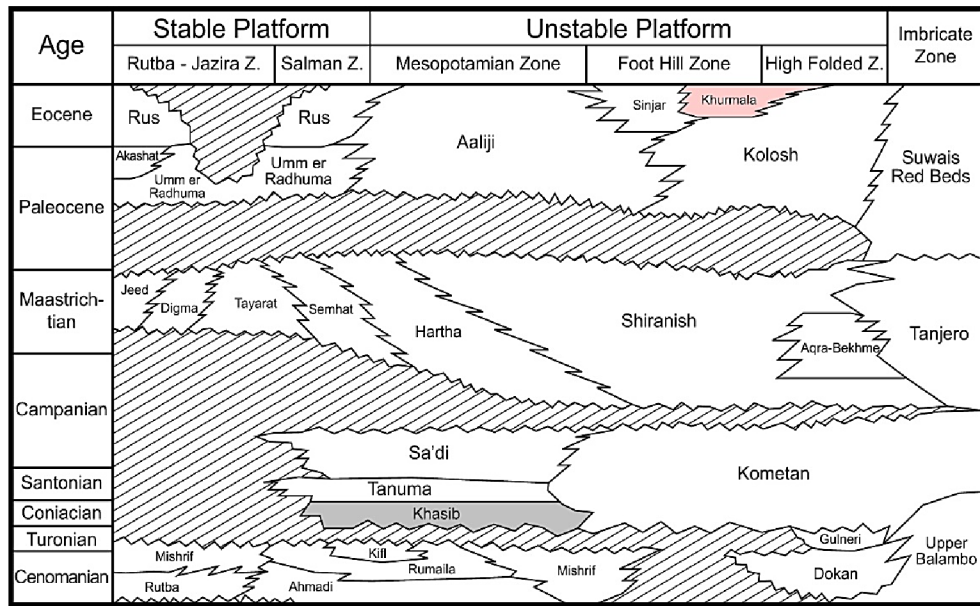 Age
Stable Platform
Unstable Platform
Imbricate
Zone
Rutba - Jazira Z.
Salman Z.
Mesopotamian Zone
Foot Hill Zone
High Folded Z.
Eocene
Rus
Rus
Aaliji
Sinjar
Khurmala
Kolosh
Suwais
Red Beds
Paleocene
Akashat
Umm er
Radhuma
Umm er
Radhuma
Maastrich-
tian
Jeed
Digma
Tayarat
Semhat
Hartha
Shiranish
Aqra-Bekhme
Tanjero
Campanian
Sa'di
Kometan
Santonian
Tanuma
Coniacian
Khasib
Turonian
Gulneri
Upper
Balambo
Cenomanian
Mishrif
Rutba
Ahmadi
Kifl
Rumaila
Mishrif
Dokan